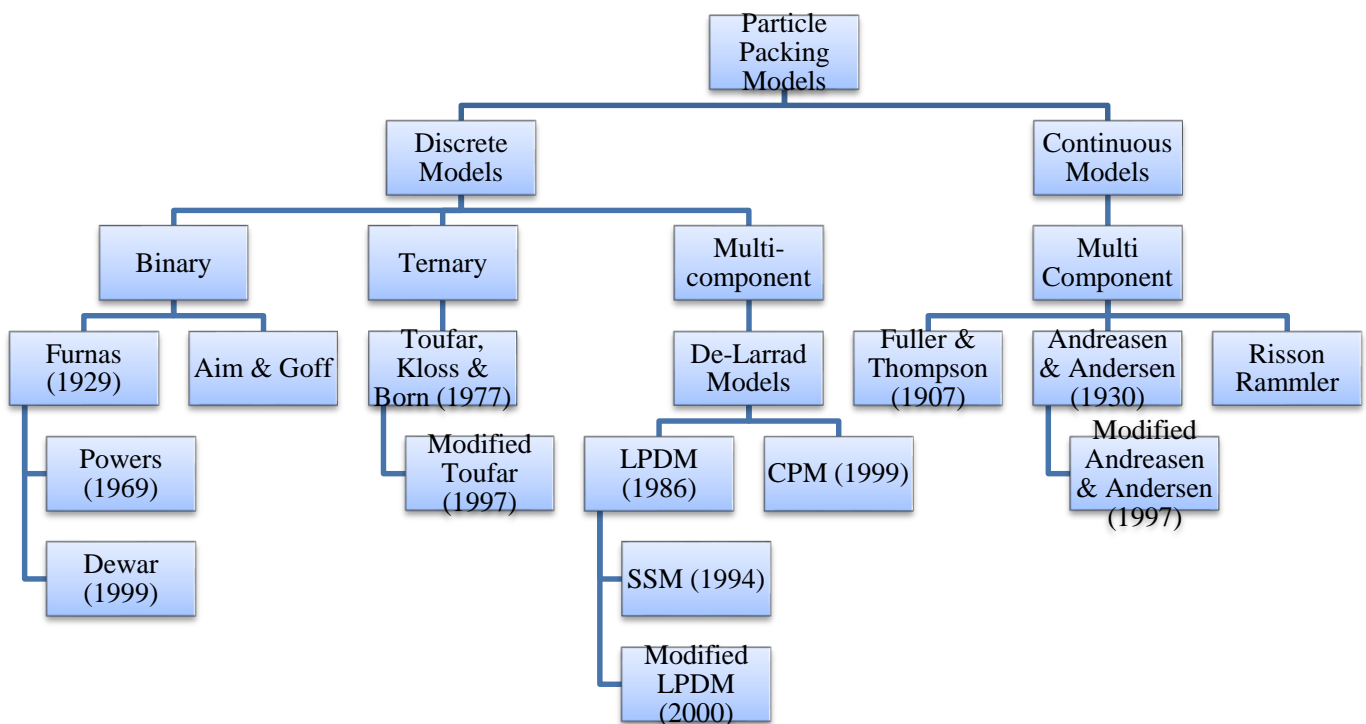 Particle
Packing
Models
Discrete
Models
Continuous
Models
Binary
Ternary
Multi-
component
Multi
Component
Furnas
(1929)
Aim & Goff
Toufar,
Kloss &
Born (1977)
De-Larrad
Models
Fuller &
Thompson
(1907)
Andreasen
& Andersen
(1930)
Risson
Rammler
Powers
(1969)
Modified
Toufar
(1997)
LPDM
(1986)
CPM (1999)
Modified
Andreasen
& Andersen
(1997)
Dewar
(1999)
SSM (1994)
Modified
LPDM
(2000)